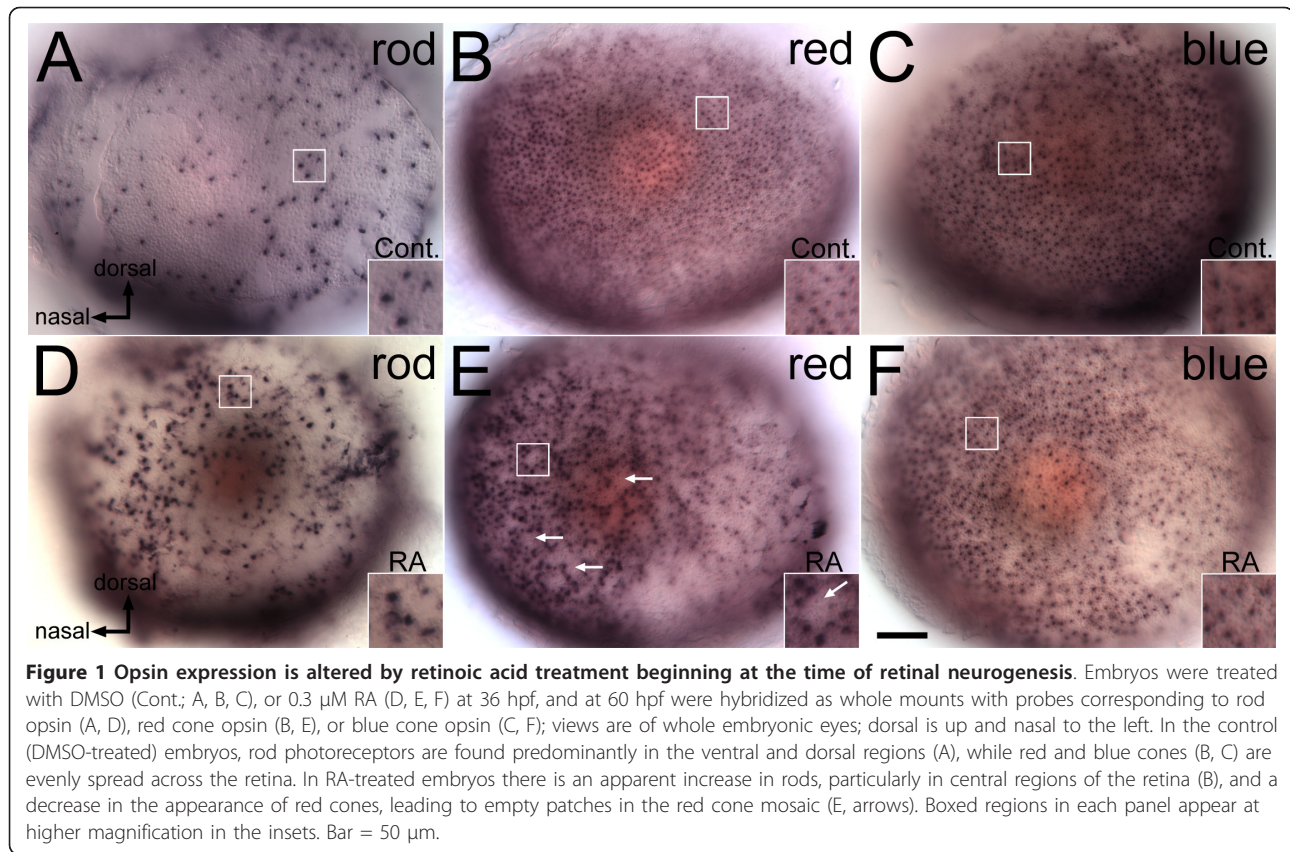 A rod
B red
C blue
Cont.
Cont.
Cont.
dorsal
nasal
D rod
E red
F blue
RA
RA
RA
dorsal
nasal
Figure 1 Opsin expression is altered by retinoic acid treatment beginning at the time of retinal neurogenesis. Embryos were treated
with DMSO (Cont.; A, B, C), or 0.3 μM RA (D, E, F) at 36 hpf, and at 60 hpf were hybridized as whole mounts with probes corresponding to rod
opsin (A, D), red cone opsin (B, E), or blue cone opsin (C, F); views are of whole embryonic eyes; dorsal is up and nasal to the left. In the control
(DMSO-treated) embryos, rod photoreceptors are found predominantly in the ventral and dorsal regions (A), while red and blue cones (B, C) are
evenly spread across the retina. In RA-treated embryos there is an apparent increase in rods, particularly in central regions of the retina (B), and a
decrease in the appearance of red cones, leading to empty patches in the red cone mosaic (E, arrows). Boxed regions in each panel appear at
higher magnification in the insets. Bar = 50 μm.